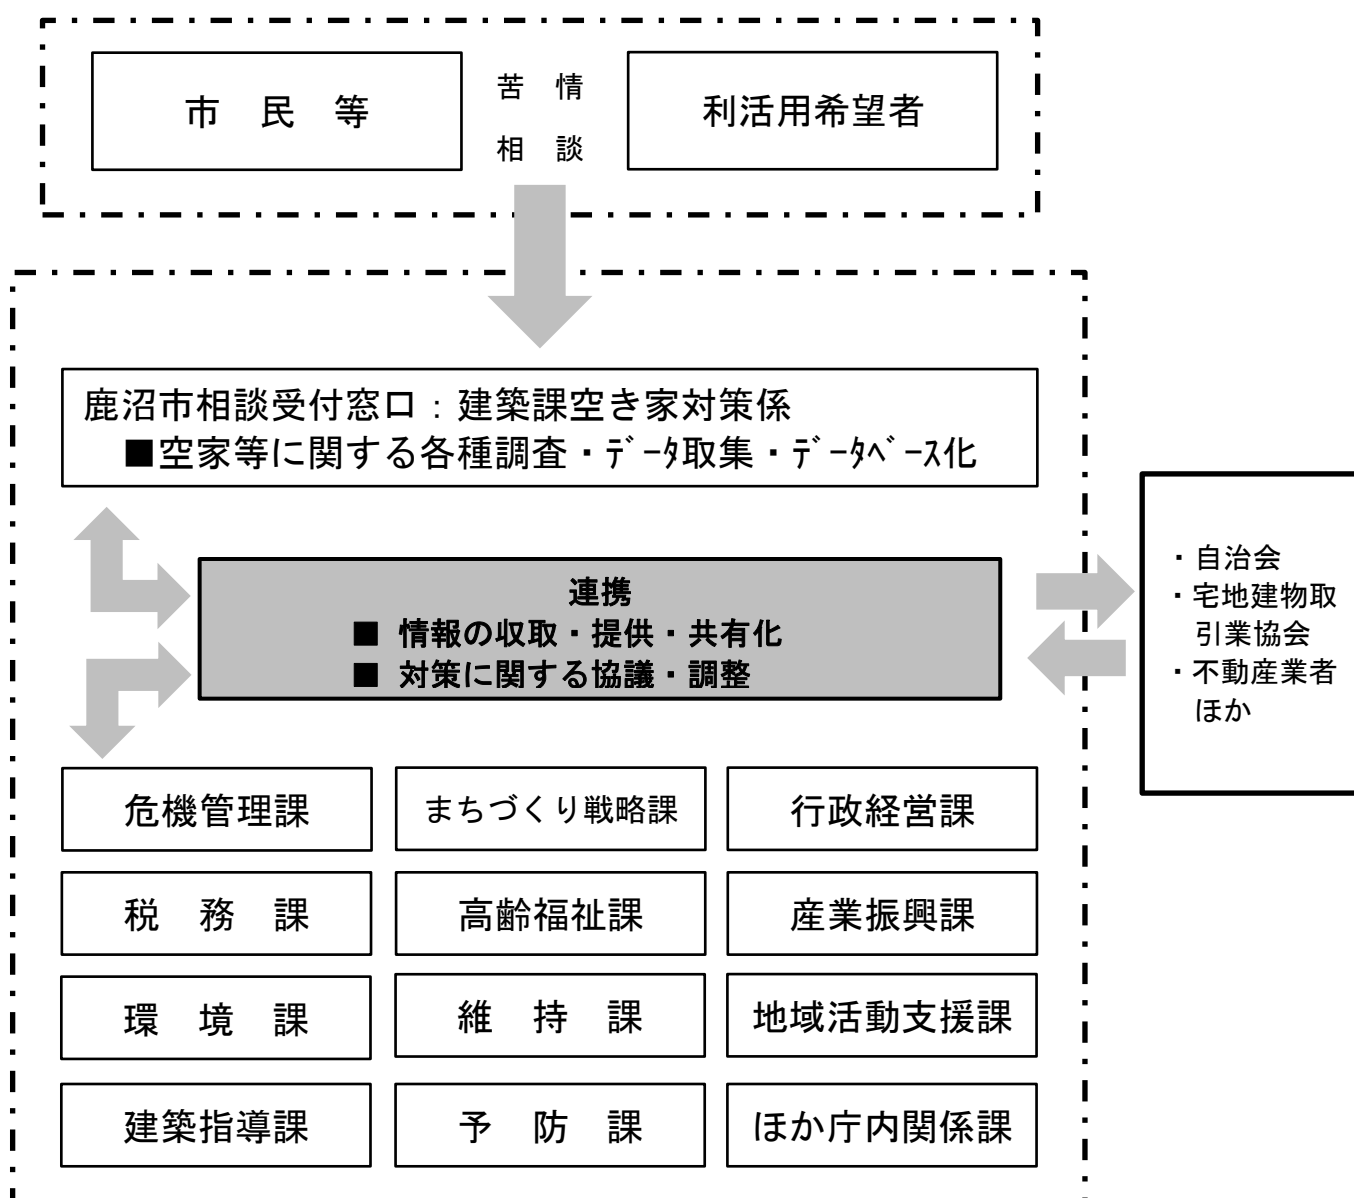 市　民　等
苦　情
相　談
利活用希望者
鹿沼市相談受付窓口：建築課空き家対策係
■空家等に関する各種調査・ﾃﾞｰﾀ取集・ﾃﾞｰﾀﾍﾞｰｽ化
連携
■ 情報の収取・提供・共有化
■ 対策に関する協議・調整
・自治会
・宅地建物取
引業協会
・不動産業者
ほか
危機管理課
まちづくり戦略課
行政経営課
税　務　課
高齢福祉課
産業振興課
環　境　課
維　持　課
地域活動支援課
建築指導課
予　防　課
ほか庁内関係課